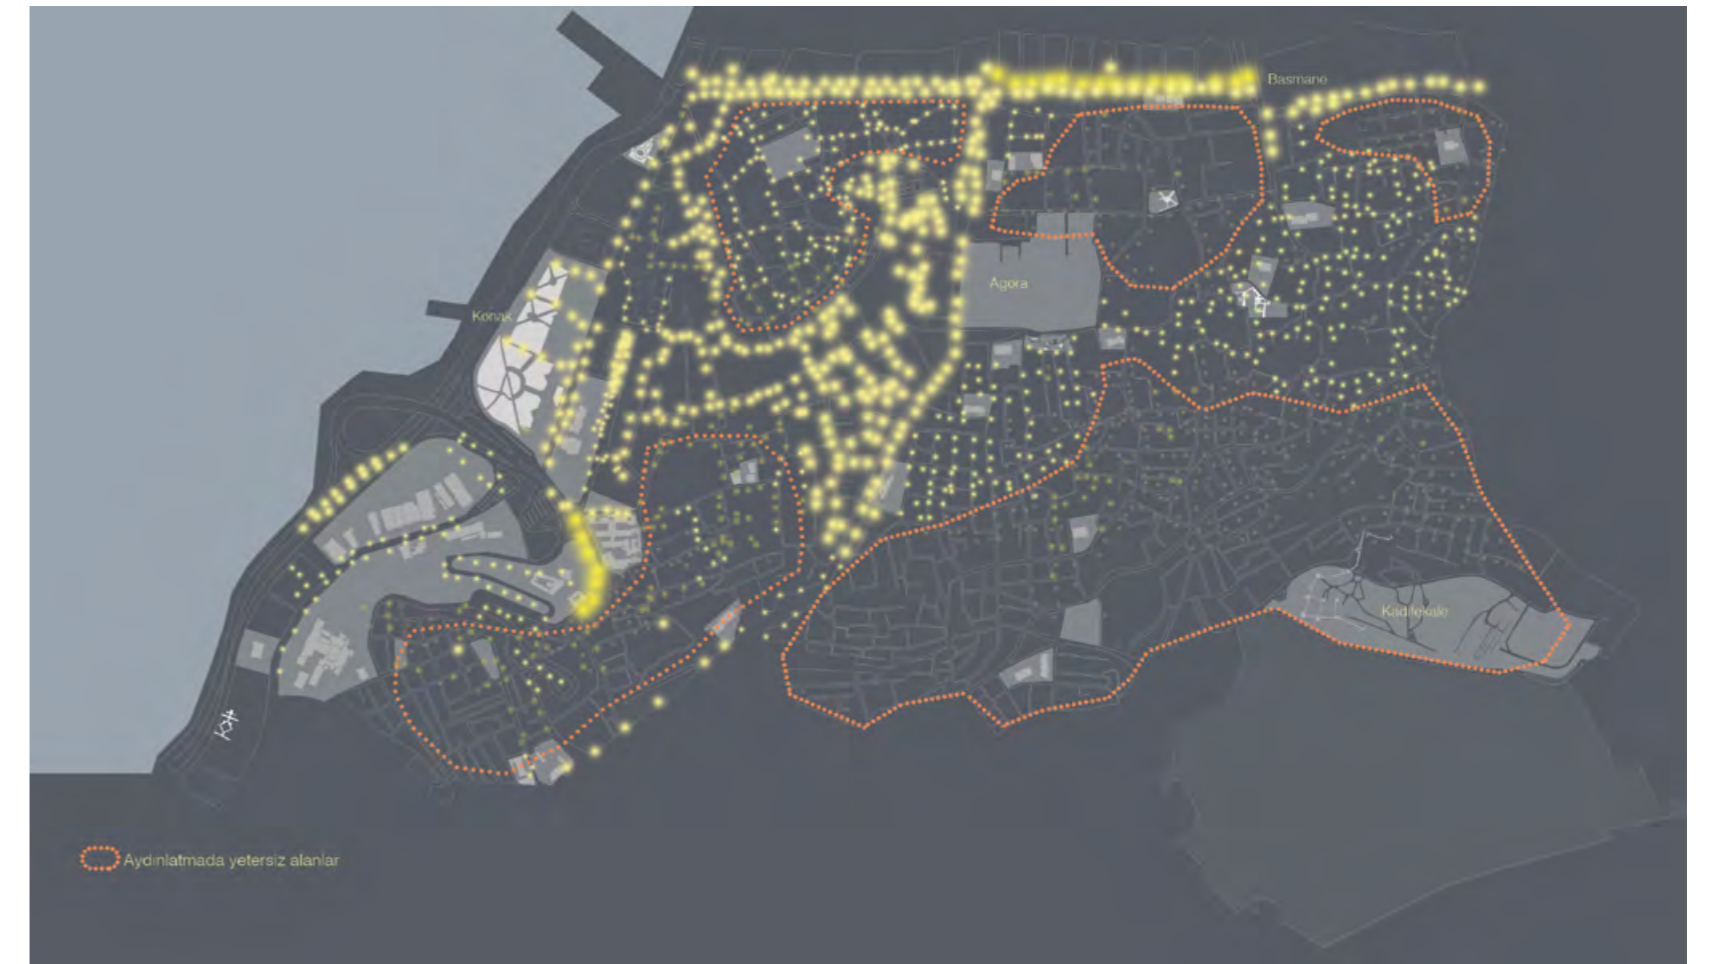 Basmane
Agora
Konak
Kadifekale
Aydınlatmada yetersiz alanlar